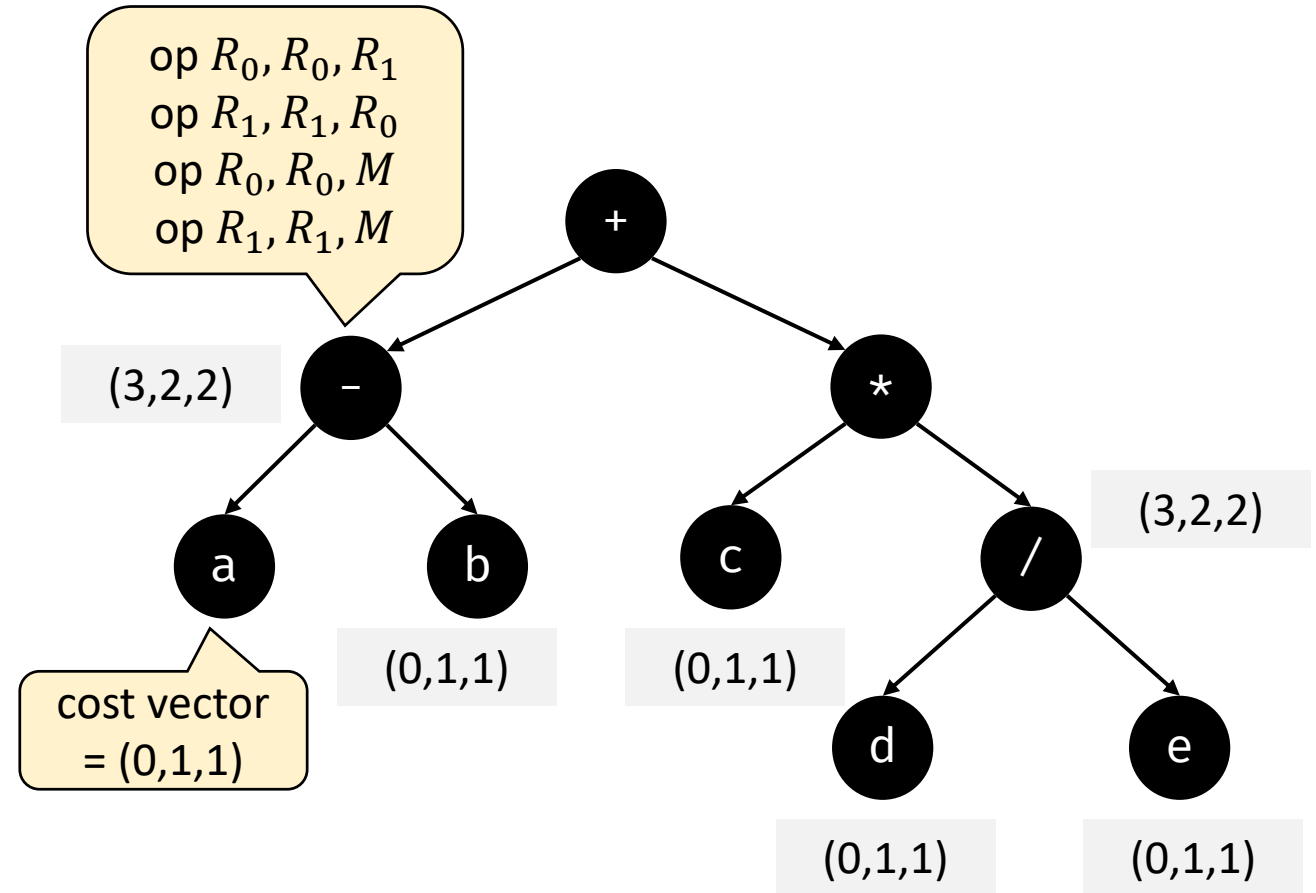 op R₀, R₀, R₁
op R₁, R₁, R₀
op R₀, R₀, M
op R₁, R₁, M
+
(3,2,2)
−
*
(3,2,2)
a
b
c
/
(0,1,1)
(0,1,1)
cost vector
= (0,1,1)
d
e
(0,1,1)
(0,1,1)